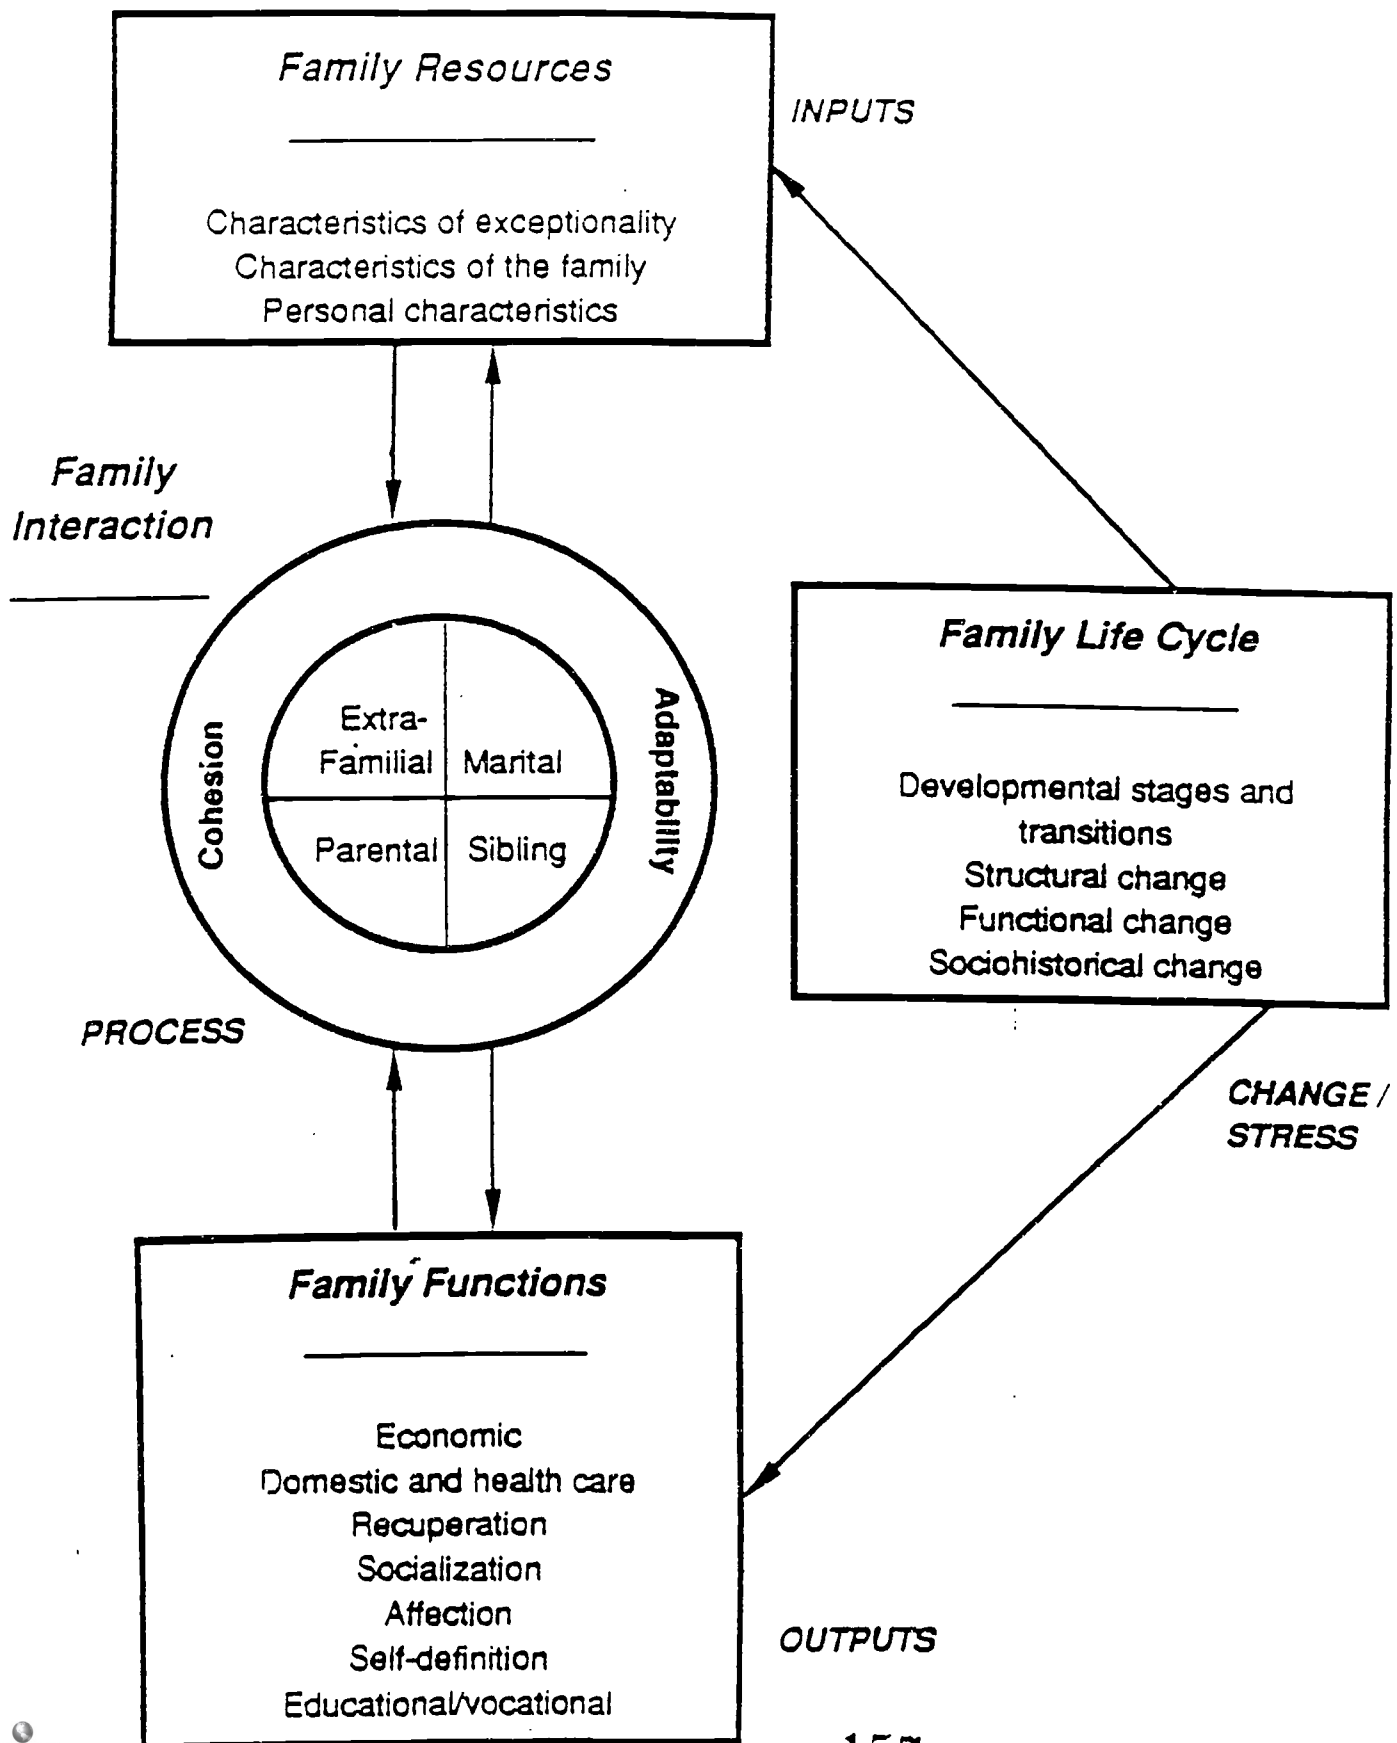 Family Resources
INPUTS
Characteristics of exceptionality
Characteristics of the family
Personal characteristics
Family
Interaction
Cohesion
Extra-
Familial
Marital
Parental
Sibling
Adaptability
Family Life Cycle
Developmental stages and
transitions
Structural change
Functional change
Sociohistorical change
PROCESS
CHANGE /
STRESS
Family Functions
Economic
Domestic and health care
Recuperation
Socialization
Affection
Self-definition
Educational/vocational
OUTPUTS